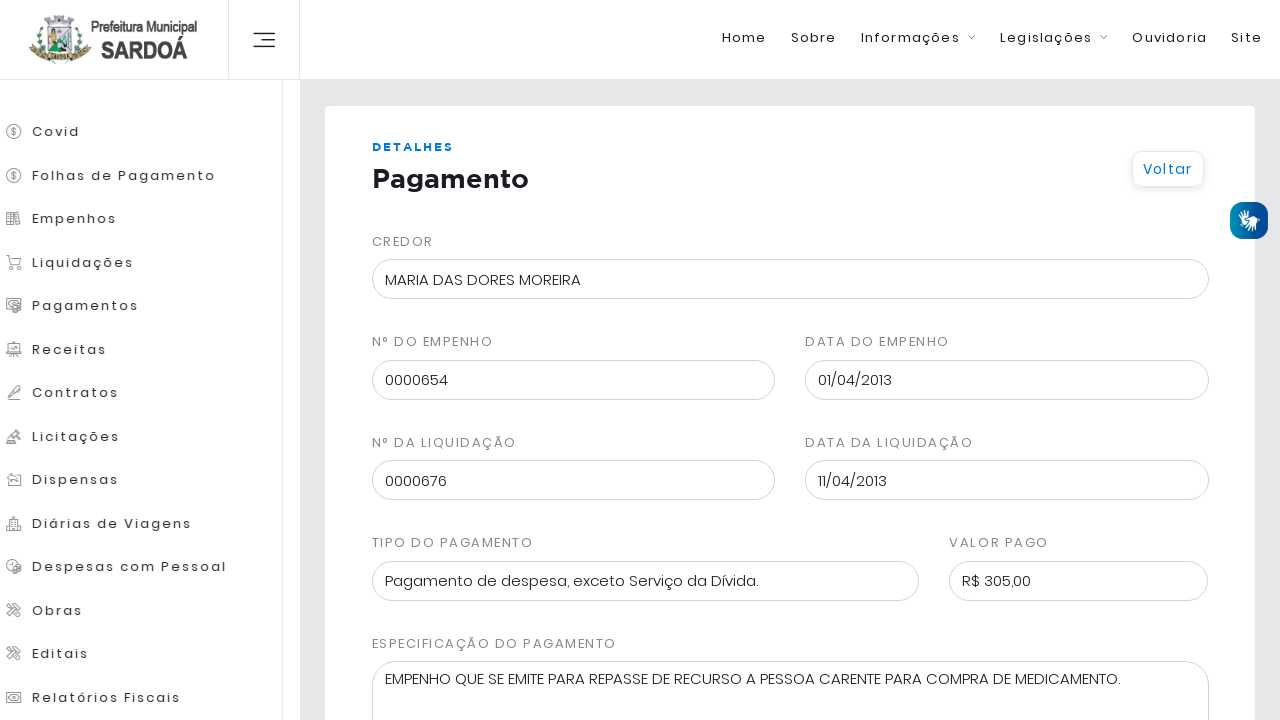 Prefeitura Municipal
SARDOÁ
Home
Sobre
Informações
Legislações
Ouvidoria
Site
Covid
Folhas de Pagamento
Empenhos
Liquidações
Pagamentos
Receitas
Contratos
Licitações
Dispensas
Diárias de Viagens
Despesas com Pessoal
Obras
Editais
Relatórios Fiscais
DETALHES
Pagamento
Voltar
CREDOR
MARIA DAS DORES MOREIRA
Nº DO EMPENHO
DATA DO EMPENHO
0000654
01/04/2013
Nº DA LIQUIDAÇÃO
DATA DA LIQUIDAÇÃO
0000676
11/04/2013
TIPO DO PAGAMENTO
VALOR PAGO
Pagamento de despesa, exceto Serviço da Dívida.
R$ 305,00
ESPECIFICAÇÃO DO PAGAMENTO
EMPENHO QUE SE EMITE PARA REPASSE DE RECURSO A PESSOA CARENTE PARA COMPRA DE MEDICAMENTO.